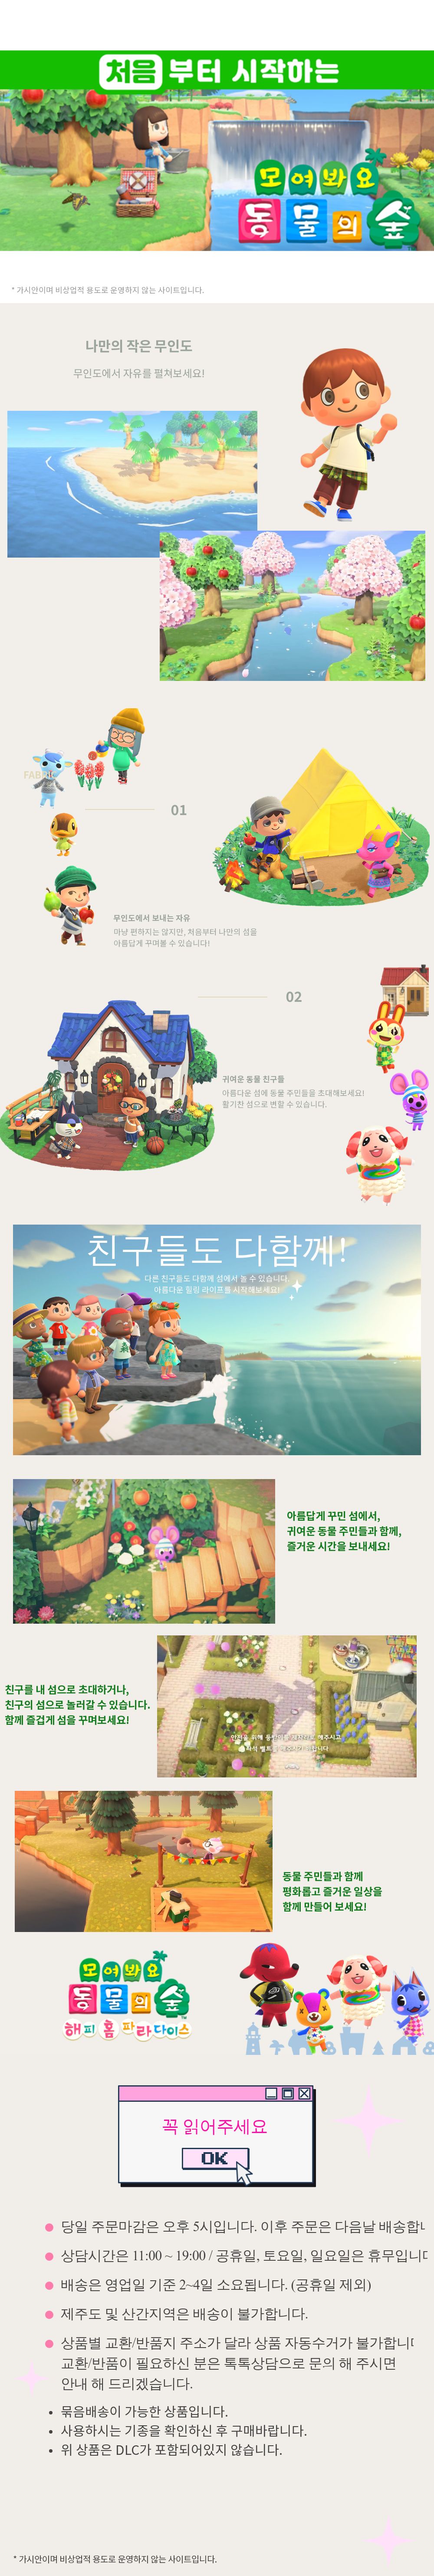 처음 부터 시작하는
모여봐요
동물의 숲
* 가시안이며 비상업적 용도로 운영하지 않는 사이트입니다.
나만의 작은 무인도
무인도에서 자유를 펼쳐보세요!
01
무인도에서 보내는 자유
마냥 편하지는 않지만, 처음부터 나만의 섬을
아름답게 꾸며볼 수 있습니다!
02
귀여운 동물 친구들
아름다운 섬에 동물 주민들을 초대해보세요!
활기찬 섬으로 변할 수 있습니다.
친구들도 다함께!
다른 친구들도 다함께 섬에서 놀 수 있습니다.
아름다운 힐링 라이프를 시작해보세요!
아름답게 꾸민 섬에서,
귀여운 동물 주민들과 함께,
즐거운 시간을 보내세요!
친구를 내 섬으로 초대하거나,
친구의 섬으로 놀러갈 수 있습니다.
함께 즐겁게 섬을 꾸며보세요!
동물 주민들과 함께
평화롭고 즐거운 일상을
함께 만들어 보세요!
모여봐요
동물의 숲
해피 홈 파라다이스
꼭 읽어주세요
OK
당일 주문마감은 오후 5시입니다. 이후 주문은 다음날 배송합니
상담시간은 11:00 ~ 19:00 / 공휴일, 토요일, 일요일은 휴무입니다
배송은 영업일 기준 2~4일 소요됩니다. (공휴일 제외)
제주도 및 산간지역은 배송이 불가합니다.
상품별 교환/반품지 주소가 달라 상품 자동수거가 불가합니다
교환/반품이 필요하신 분은 톡톡상담으로 문의 해 주시면
안내 해 드리겠습니다.
• 묶음배송이 가능한 상품입니다.
• 사용하시는 기종을 확인하신 후 구매바랍니다.
• 위 상품은 DLC가 포함되어있지 않습니다.
* 가시안이며 비상업적 용도로 운영하지 않는 사이트입니다.